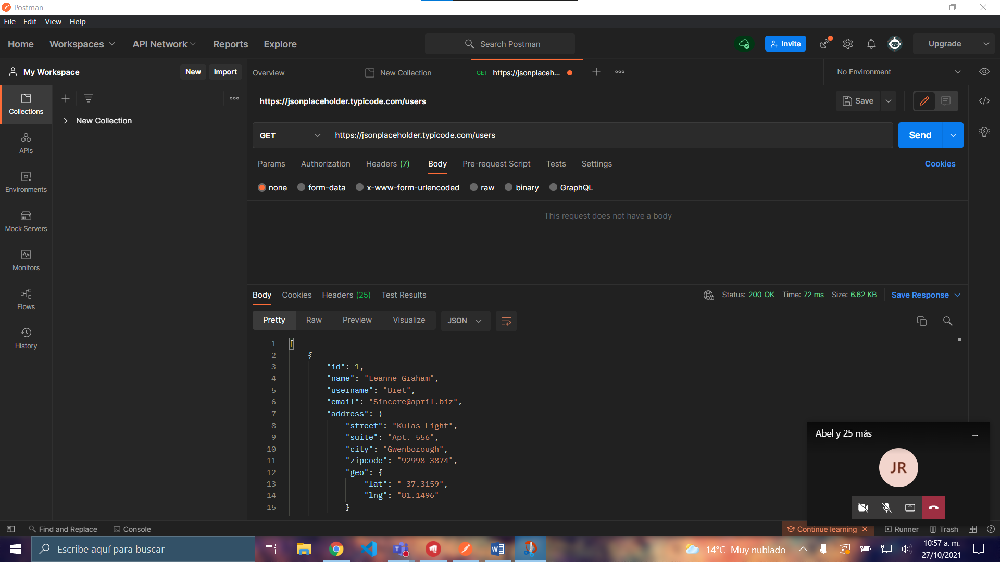 Postman
File Edit View Help
Home Workspaces API Network Reports Explore Search Postman Invite Upgrade
My Workspace New Import Overview New Collection GET https://jsonplaceh... No Environment
Collections
New Collection
https://jsonplaceholder.typicode.com/users Save
GET https://jsonplaceholder.typicode.com/users Send
Params Authorization Headers (7) Body Pre-request Script Tests Settings Cookies
none form-data x-www-form-urlencoded raw binary GraphQL
This request does not have a body
APIs
Environments
Mock Servers
Monitors
Flows
History
Body Cookies Headers (25) Test Results Status: 200 OK Time: 72 ms Size: 6.62 KB Save Response
Pretty Raw Preview Visualize JSON
1 [
2 {
3 "id": 1,
4 "name": "Leanne Graham",
5 "username": "Bret",
6 "email": "Sincere@april.biz",
7 "address": {
8 "street": "Kulas Light",
9 "suite": "Apt. 556",
10 "city": "Gwenborough",
11 "zipcode": "92998-3874",
12 "geo": {
13 "lat": "-37.3159",
14 "lng": "81.1496"
15 }
Abel y 25 más
JR
Find and Replace Console Continue learning Runner Trash
Escribe aquí para buscar 14°C Muy nublado 10:57 a. m.
27/10/2021